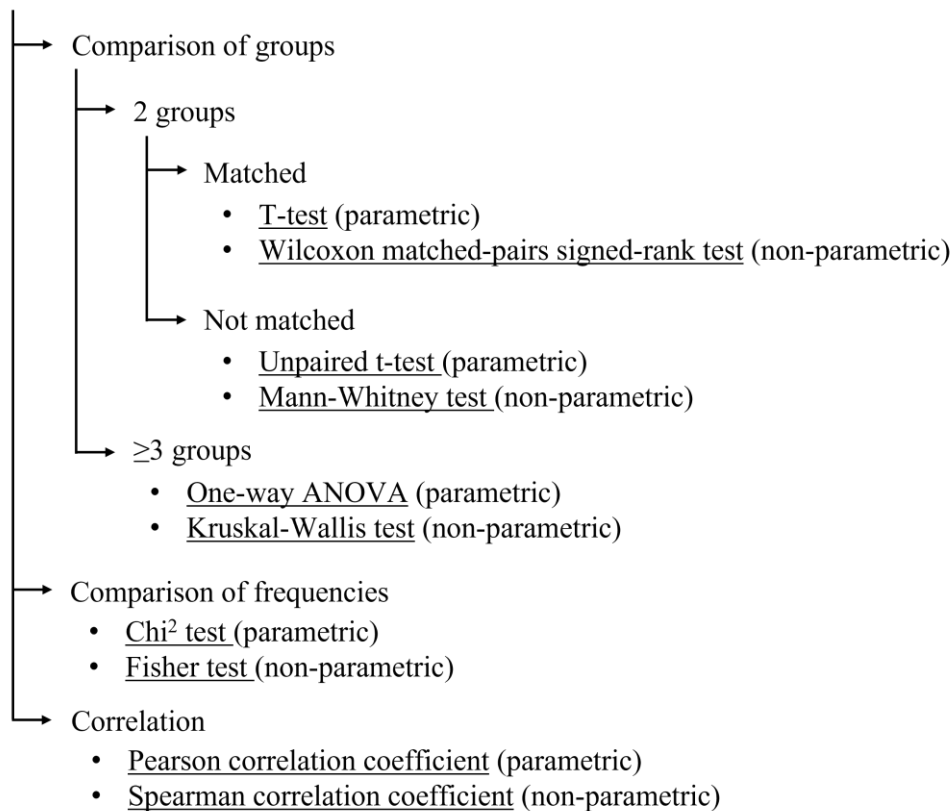 Comparison of groups
2 groups
Matched
• T-test (parametric)
• Wilcoxon matched-pairs signed-rank test (non-parametric)
Not matched
• Unpaired t-test (parametric)
• Mann-Whitney test (non-parametric)
≥3 groups
• One-way ANOVA (parametric)
• Kruskal-Wallis test (non-parametric)
Comparison of frequencies
• Chi² test (parametric)
• Fisher test (non-parametric)
Correlation
• Pearson correlation coefficient (parametric)
• Spearman correlation coefficient (non-parametric)